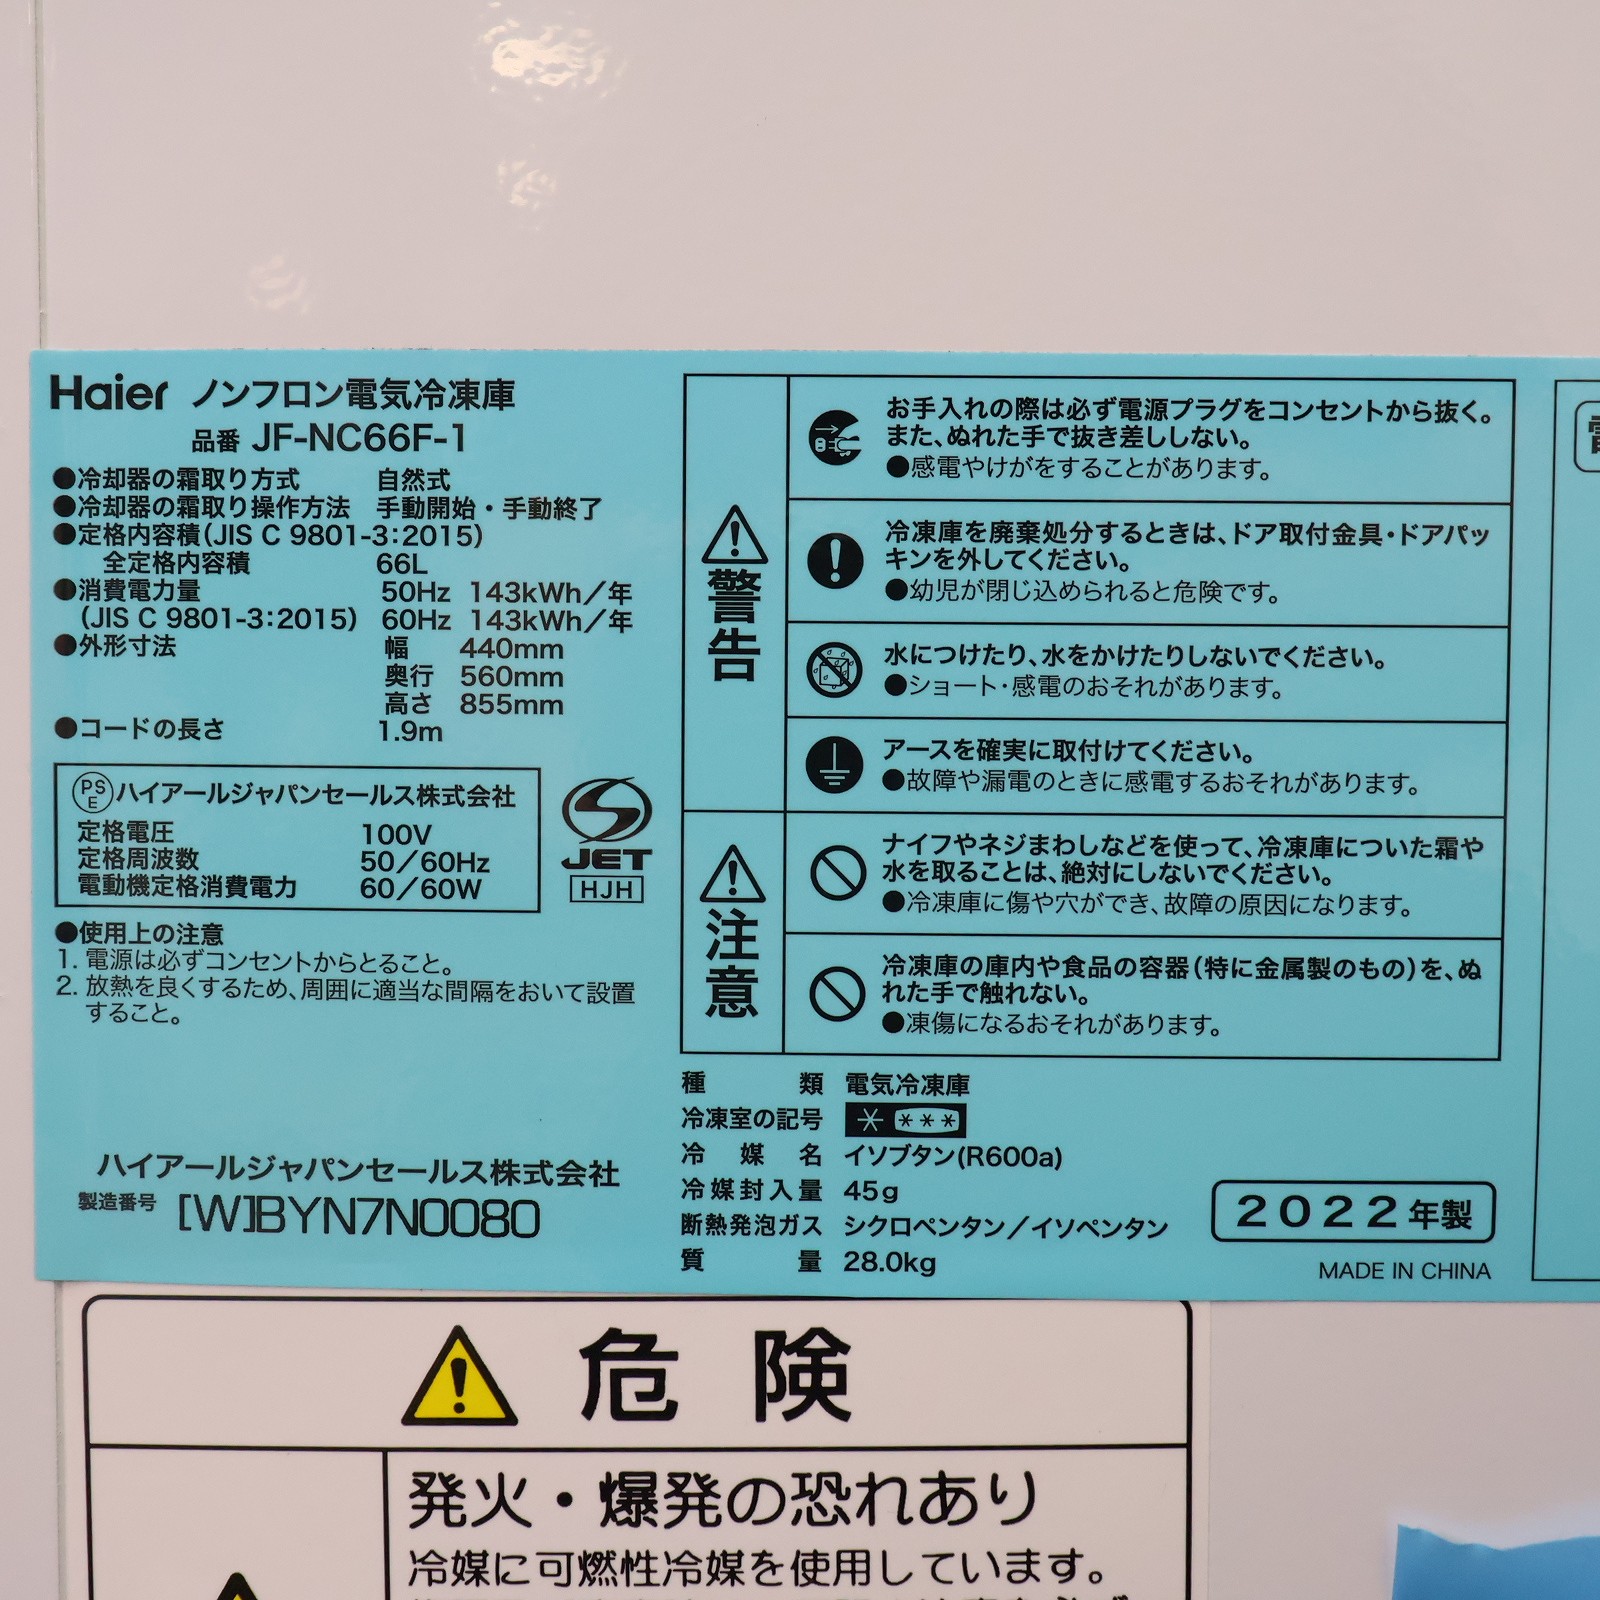 Haier ノンフロン電気冷凍庫
品番 JF-NC66F-1
●冷却器の霜取り方式 自然式
●冷却器の霜取り操作方法 手動開始・手動終了
●定格内容積(JIS C 9801-3:2015)
全定格内容積 66L
●消費電力量 50Hz 143kWh/年
(JIS C 9801-3:2015) 60Hz 143kWh/年
●外形寸法 幅 440mm
奥行 560mm
高さ 855mm
●コードの長さ 1.9m
PSE ハイアールジャパンセールス株式会社
定格電圧 100V
定格周波数 50/60Hz
電動機定格消費電力 60/60W
JET
HJH
●使用上の注意
1. 電源は必ずコンセントからとること。
2. 放熱を良くするため、周囲に適当な間隔をおいて設置
すること。
ハイアールジャパンセールス株式会社
製造番号 [W]BYN7N0080
警告
お手入れの際は必ず電源プラグをコンセントから抜く。
また、ぬれた手で抜き差ししない。
●感電やけがをすることがあります。
冷凍庫を廃棄処分するときは、ドア取付金具・ドアパッ
キンを外してください。
●幼児が閉じ込められると危険です。
水につけたり、水をかけたりしないでください。
●ショート・感電のおそれがあります。
アースを確実に取付けてください。
●故障や漏電のときに感電するおそれがあります。
注意
ナイフやネジまわしなどを使って、冷凍庫についた霜や
氷を取ることは、絶対にしないでください。
●冷凍庫に傷や穴ができ、故障の原因になります。
冷凍庫の庫内や食品の容器(特に金属製のもの)を、ぬ
れた手で触れない。
●凍傷になるおそれがあります。
種類 電気冷凍庫
冷凍室の記号
冷媒名 イソブタン(R600a)
冷媒封入量 45g
断熱発泡ガス シクロペンタン/イソペンタン
質量 28.0kg
2022年製
MADE IN CHINA
危険
発火・爆発の恐れあり
冷媒に可燃性冷媒を使用しています。